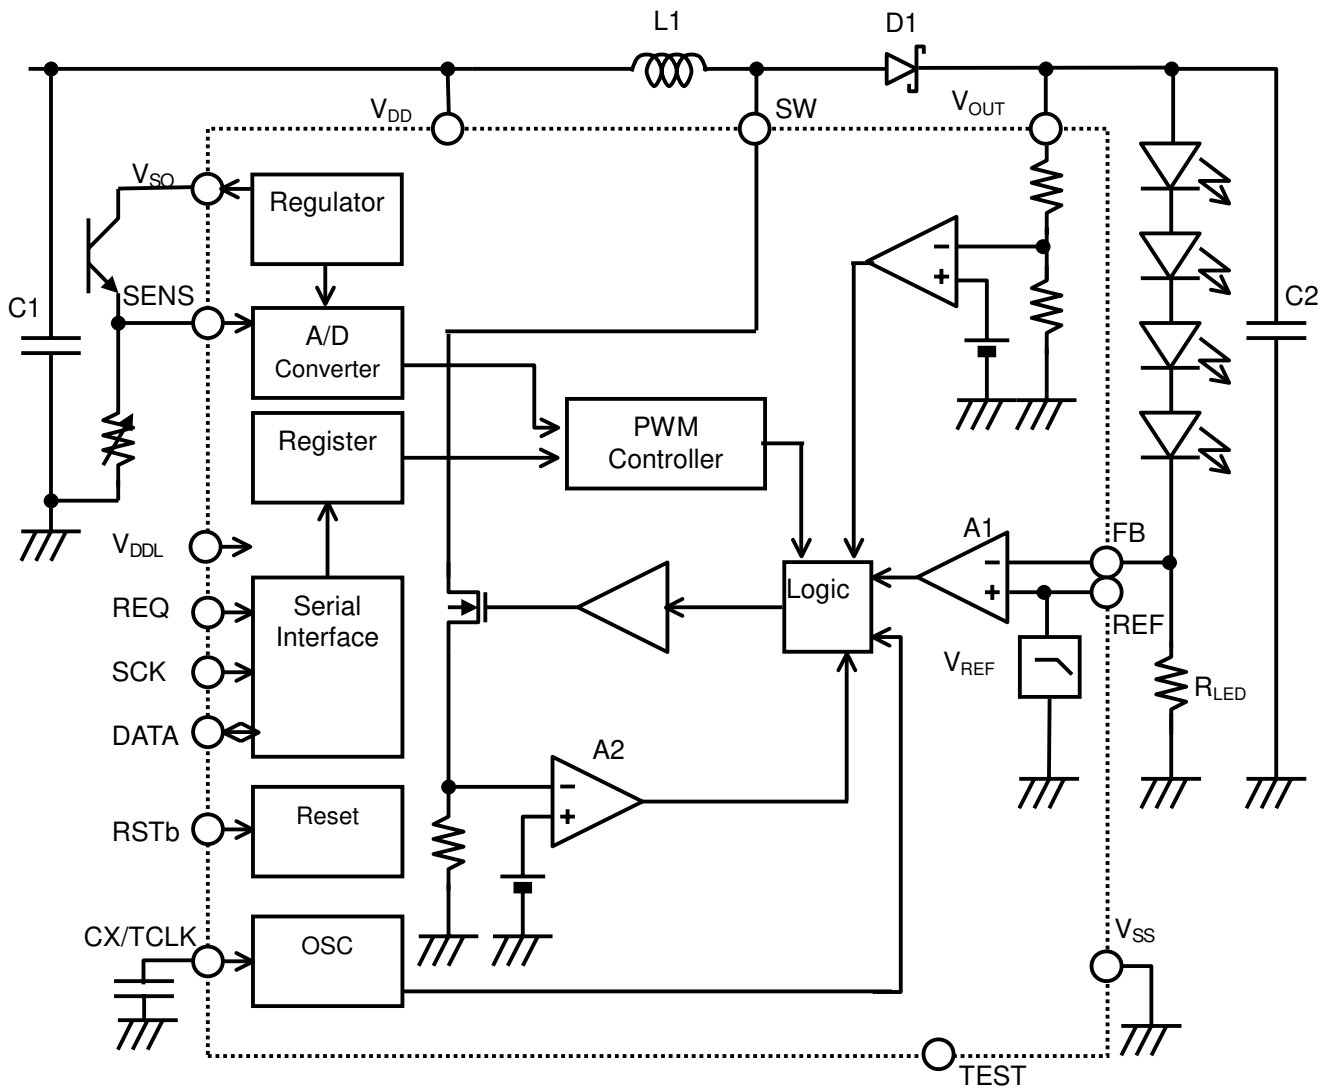 L1
D1
VDD
SW
VOUT
VSO
Regulator
SENS
C1
C2
A/D
Converter
Register
PWM
Controller
A1
FB
VDDL
Logic
REQ
Serial
Interface
REF
SCK
VREF
RLED
DATA
A2
RSTb
Reset
CX/TCLK
OSC
VSS
TEST